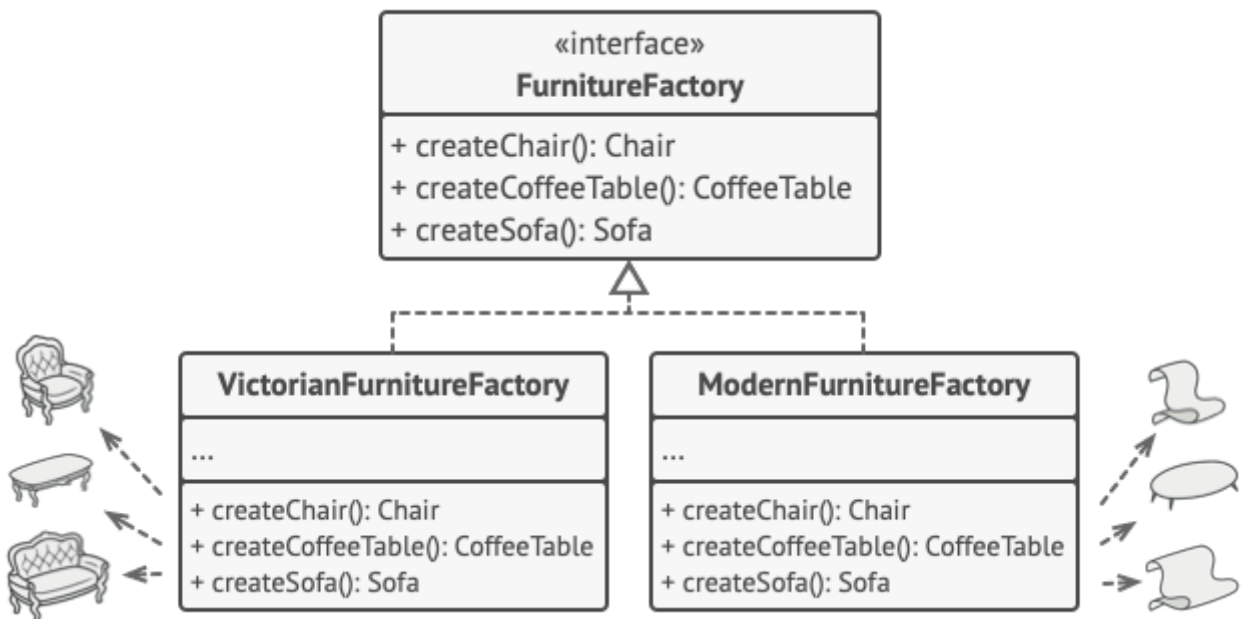 «interface»
FurnitureFactory
+ createChair(): Chair
+ createCoffeeTable(): CoffeeTable
+ createSofa(): Sofa
VictorianFurnitureFactory
...
+ createChair(): Chair
+ createCoffeeTable(): CoffeeTable
+ createSofa(): Sofa
ModernFurnitureFactory
...
+ createChair(): Chair
+ createCoffeeTable(): CoffeeTable
+ createSofa(): Sofa